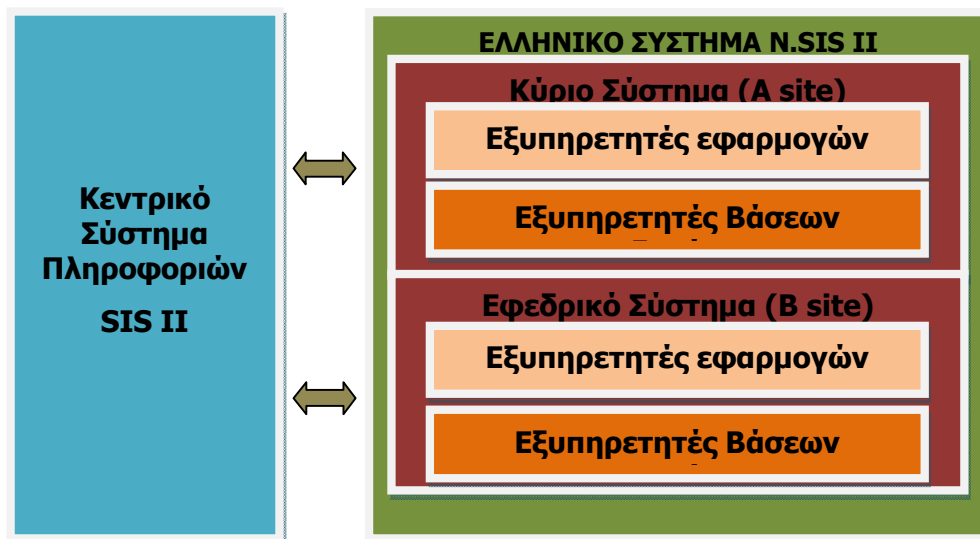 Κεντρικό
Σύστημα
Πληροφοριών
SIS II
ΕΛΛΗΝΙΚΟ ΣΥΣΤΗΜΑ N.SIS II
Κύριο Σύστημα (A site)
Εξυπηρετητές εφαρμογών
Εξυπηρετητές Βάσεων
Εφεδρικό Σύστημα (B site)
Εξυπηρετητές εφαρμογών
Εξυπηρετητές Βάσεων